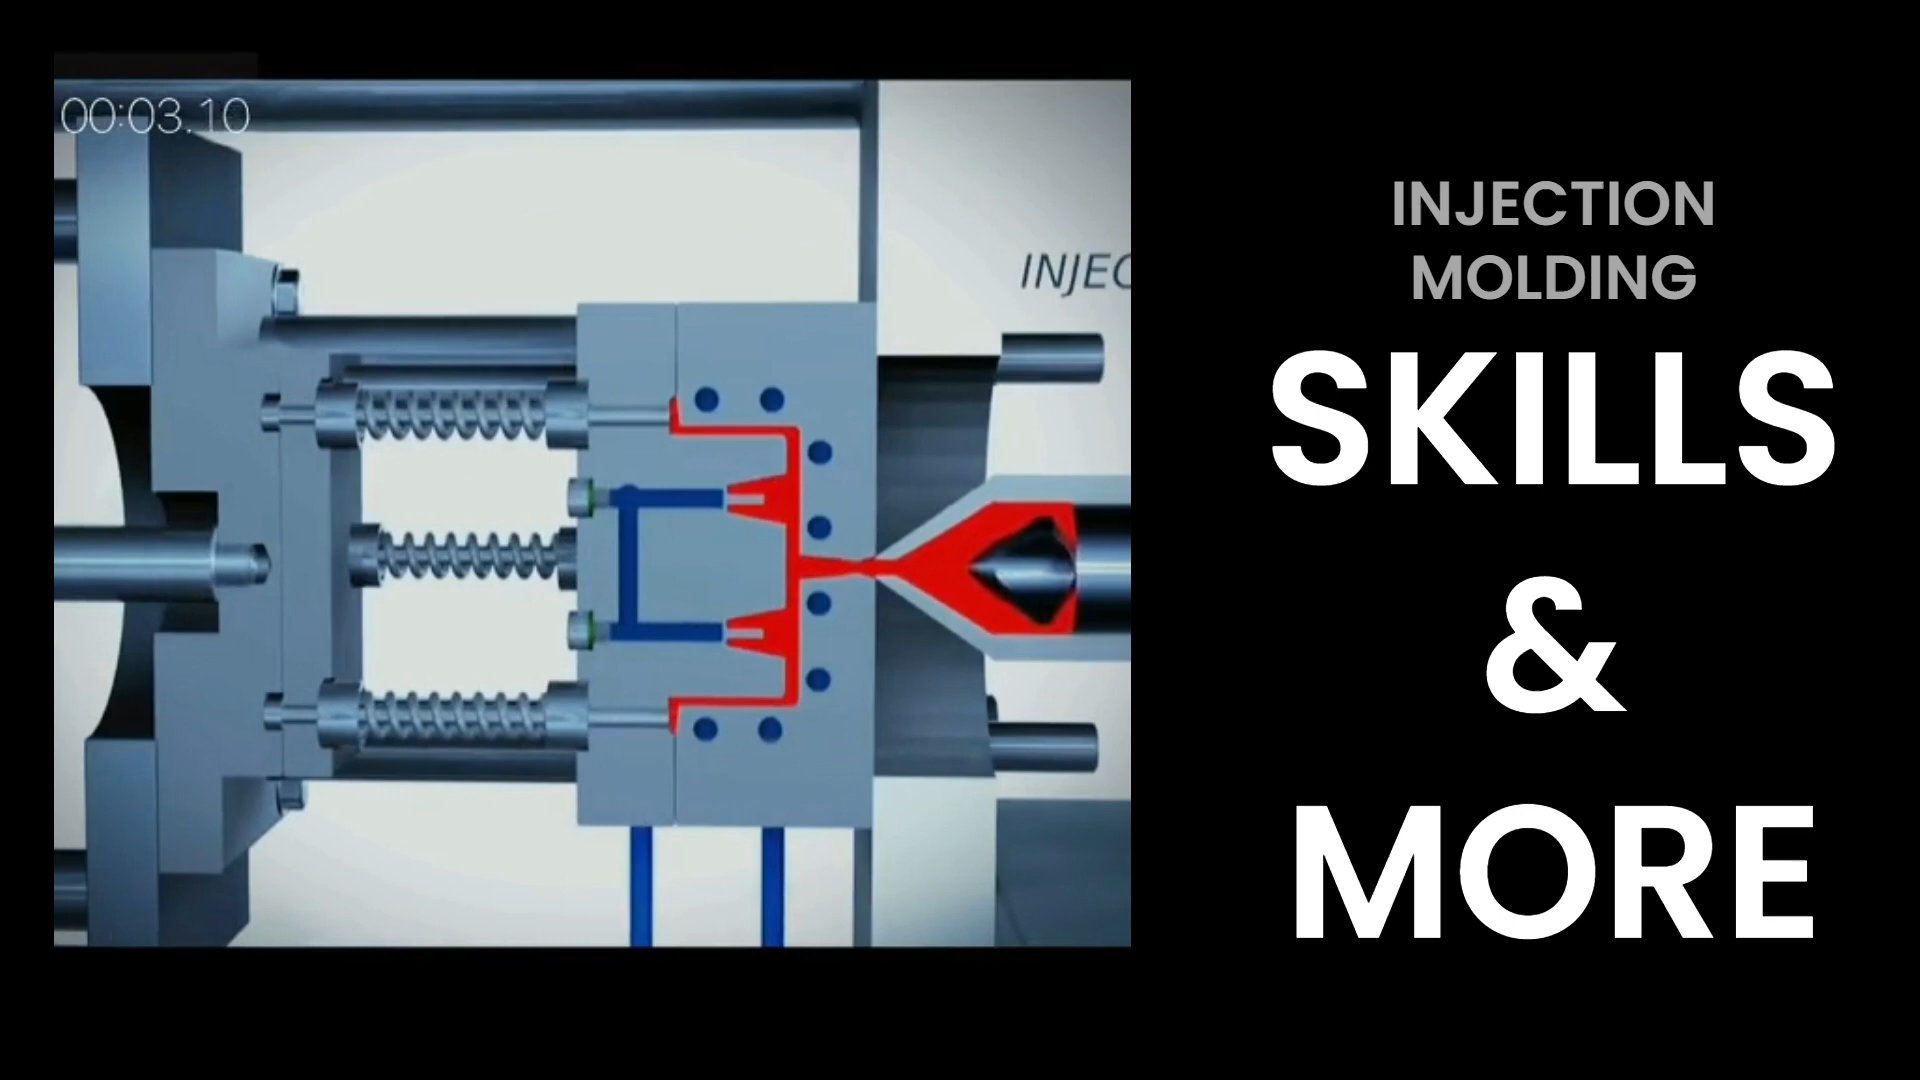 00:03.10
INJEC
INJECTION
MOLDING
SKILLS
&
MORE